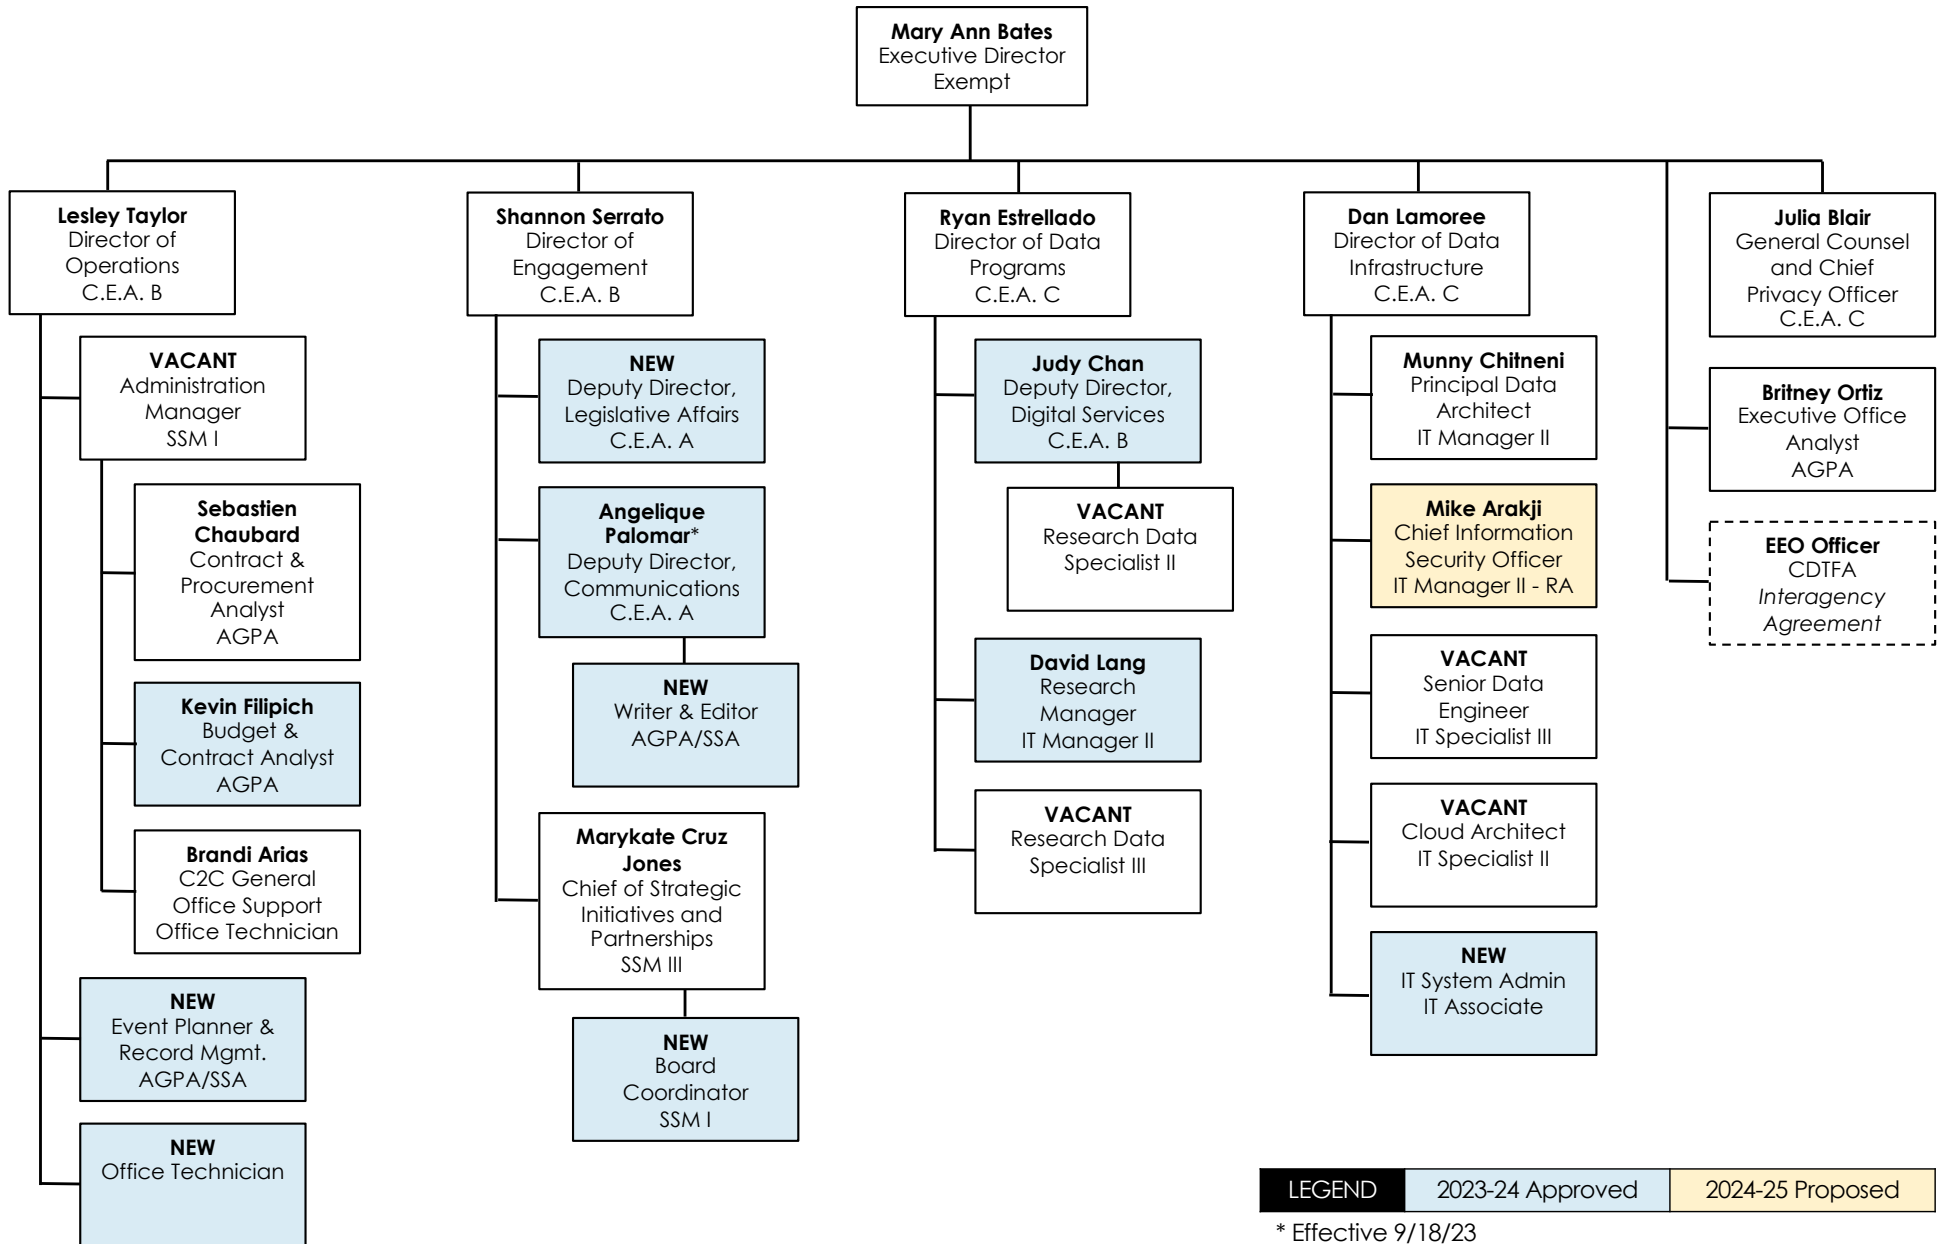 Mary Ann Bates
Executive Director
Exempt
Lesley Taylor
Director of
Operations
C.E.A. B
VACANT
Administration
Manager
SSM I
Sebastien
Chaubard
Contract &
Procurement
Analyst
AGPA
Kevin Filipich
Budget &
Contract Analyst
AGPA
Brandi Arias
C2C General
Office Support
Office Technician
NEW
Event Planner &
Record Mgmt.
AGPA/SSA
NEW
Office Technician
Shannon Serrato
Director of
Engagement
C.E.A. B
NEW
Deputy Director,
Legislative Affairs
C.E.A. A
Angelique
Palomar*
Deputy Director,
Communications
C.E.A. A
NEW
Writer & Editor
AGPA/SSA
Marykate Cruz
Jones
Chief of Strategic
Initiatives and
Partnerships
SSM III
NEW
Board
Coordinator
SSM I
Ryan Estrellado
Director of Data
Programs
C.E.A. C
Judy Chan
Deputy Director,
Digital Services
C.E.A. B
VACANT
Research Data
Specialist II
David Lang
Research
Manager
IT Manager II
VACANT
Research Data
Specialist III
Dan Lamoree
Director of Data
Infrastructure
C.E.A. C
Munny Chitneni
Principal Data
Architect
IT Manager II
Mike Arakji
Chief Information
Security Officer
IT Manager II - RA
VACANT
Senior Data
Engineer
IT Specialist III
VACANT
Cloud Architect
IT Specialist II
NEW
IT System Admin
IT Associate
Julia Blair
General Counsel
and Chief
Privacy Officer
C.E.A. C
Britney Ortiz
Executive Office
Analyst
AGPA
EEO Officer
CDTFA
Interagency
Agreement
LEGEND 2023-24 Approved 2024-25 Proposed
* Effective 9/18/23